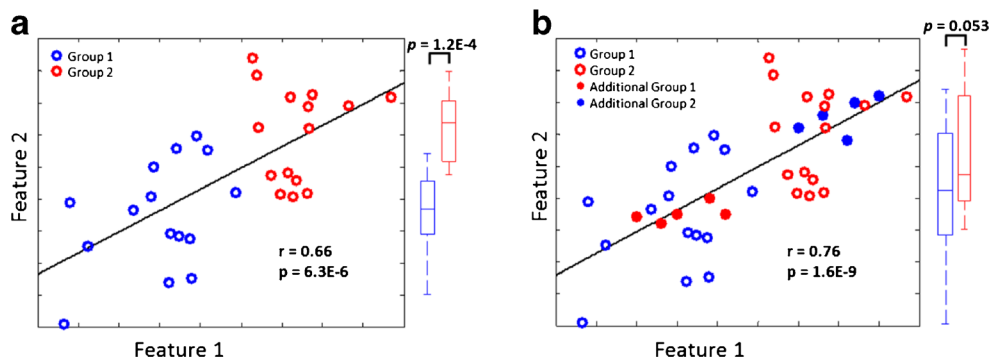 a
p = 1.2E-4
Group 1
Group 2
Feature 2
r = 0.66
p = 6.3E-6
Feature 1
b
p = 0.053
Group 1
Group 2
Additional Group 1
Additional Group 2
Feature 2
r = 0.76
p = 1.6E-9
Feature 1